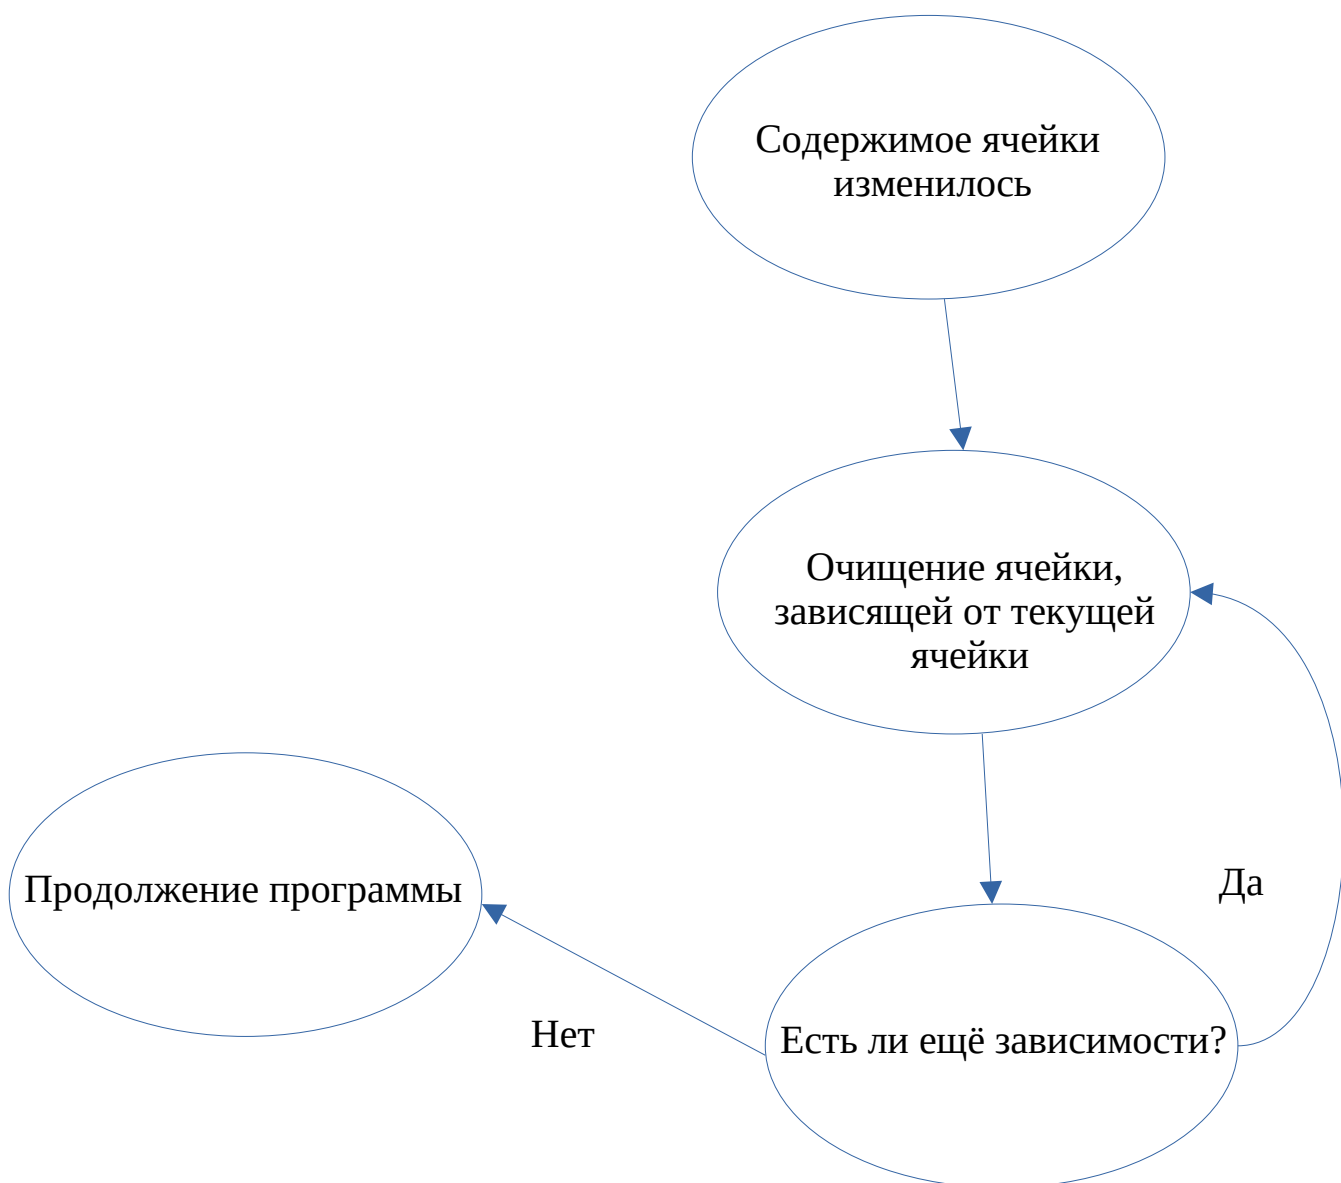 Содержимое ячейки
изменилось
Очищение ячейки,
зависящей от текущей
ячейки
Продолжение программы
Да
Нет
Есть ли ещё зависимости?